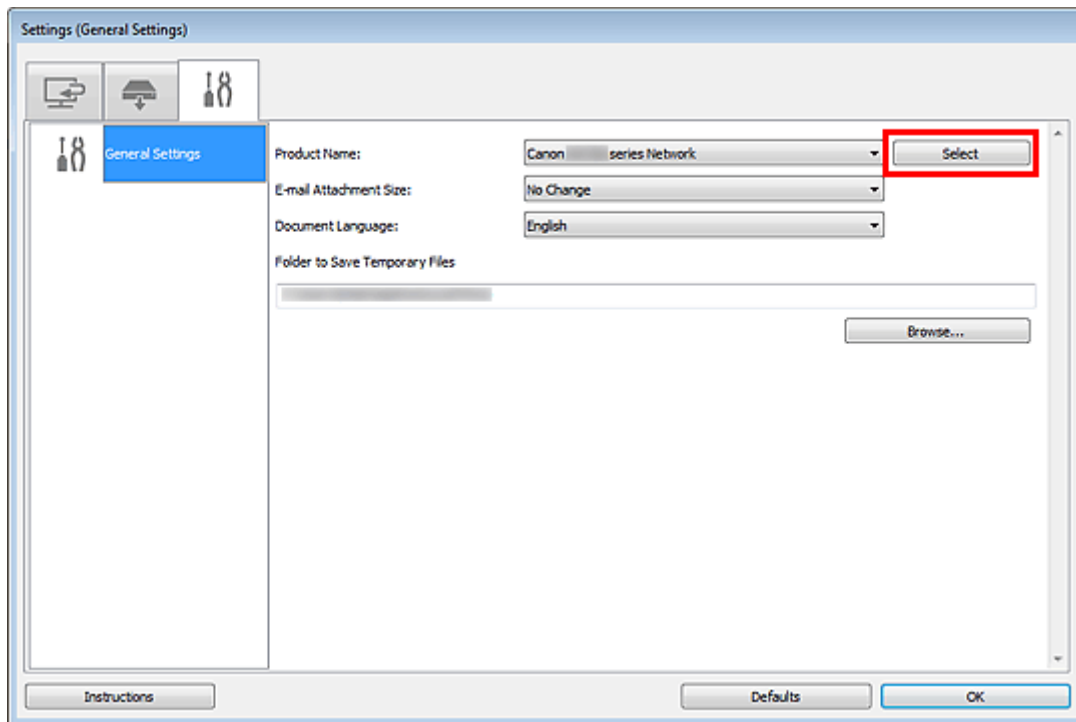 Settings (General Settings)
General Settings
Product Name: Canon series Network Select
E-mail Attachment Size: No Change
Document Language: English
Folder to Save Temporary Files
Browse...
Instructions Defaults OK